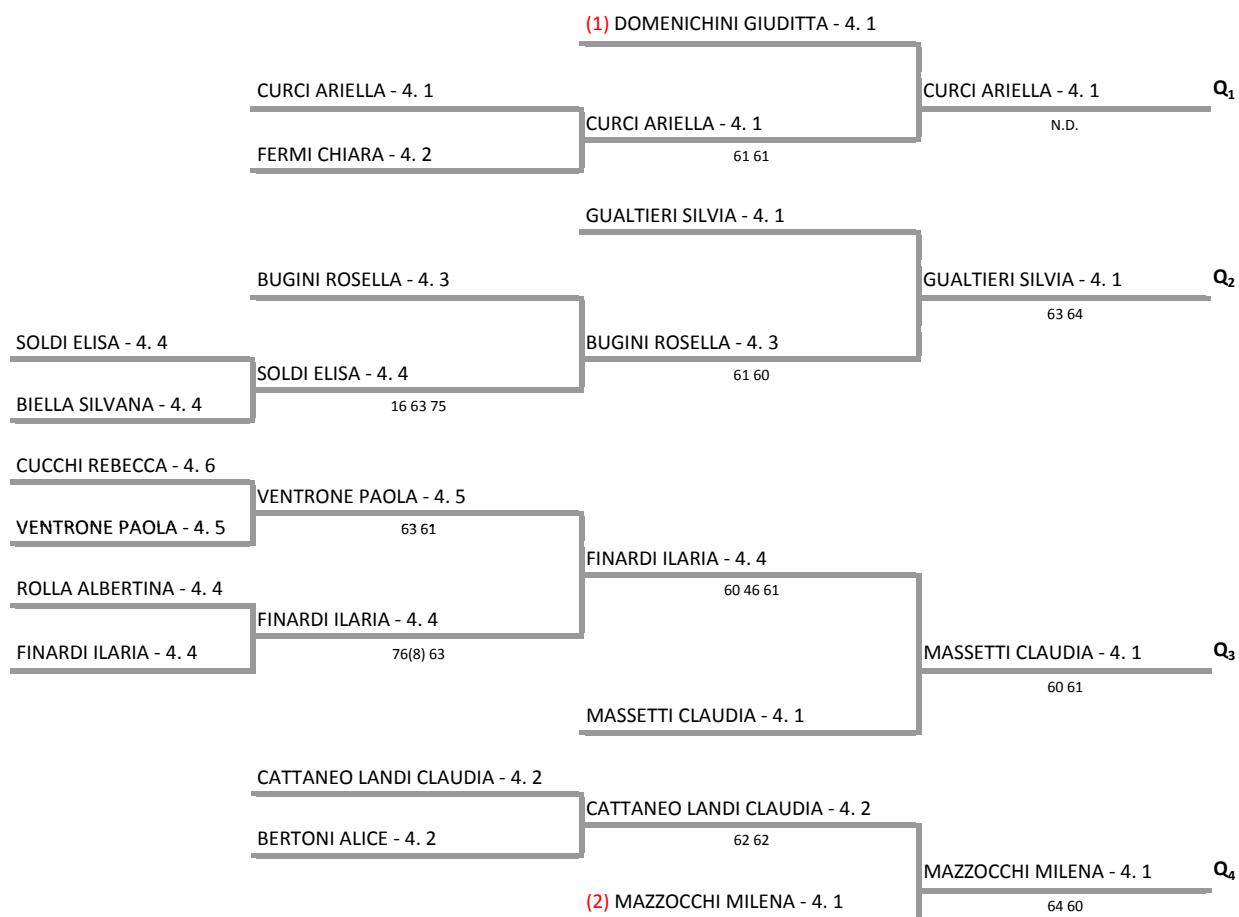 (1) DOMENICHINI GIUDITTA - 4. 1
CURCI ARIELLA - 4. 1
CURCI ARIELLA - 4. 1 Q₁
CURCI ARIELLA - 4. 1
N.D.
FERMI CHIARA - 4. 2
61 61
GUALTIERI SILVIA - 4. 1
BUGINI ROSELLA - 4. 3
GUALTIERI SILVIA - 4. 1 Q₂
63 64
SOLDI ELISA - 4. 4
BUGINI ROSELLA - 4. 3
SOLDI ELISA - 4. 4
61 60
BIELLA SILVANA - 4. 4
16 63 75
CUCCHI REBECCA - 4. 6
VENTRONE PAOLA - 4. 5
VENTRONE PAOLA - 4. 5
63 61
FINARDI ILARIA - 4. 4
ROLLA ALBERTINA - 4. 4
60 46 61
FINARDI ILARIA - 4. 4
FINARDI ILARIA - 4. 4
76(8) 63
MASSETTI CLAUDIA - 4. 1 Q₃
60 61
MASSETTI CLAUDIA - 4. 1
CATTANEO LANDI CLAUDIA - 4. 2
CATTANEO LANDI CLAUDIA - 4. 2
BERTONI ALICE - 4. 2
62 62
MAZZOCCHI MILENA - 4. 1 Q₄
(2) MAZZOCCHI MILENA - 4. 1
64 60